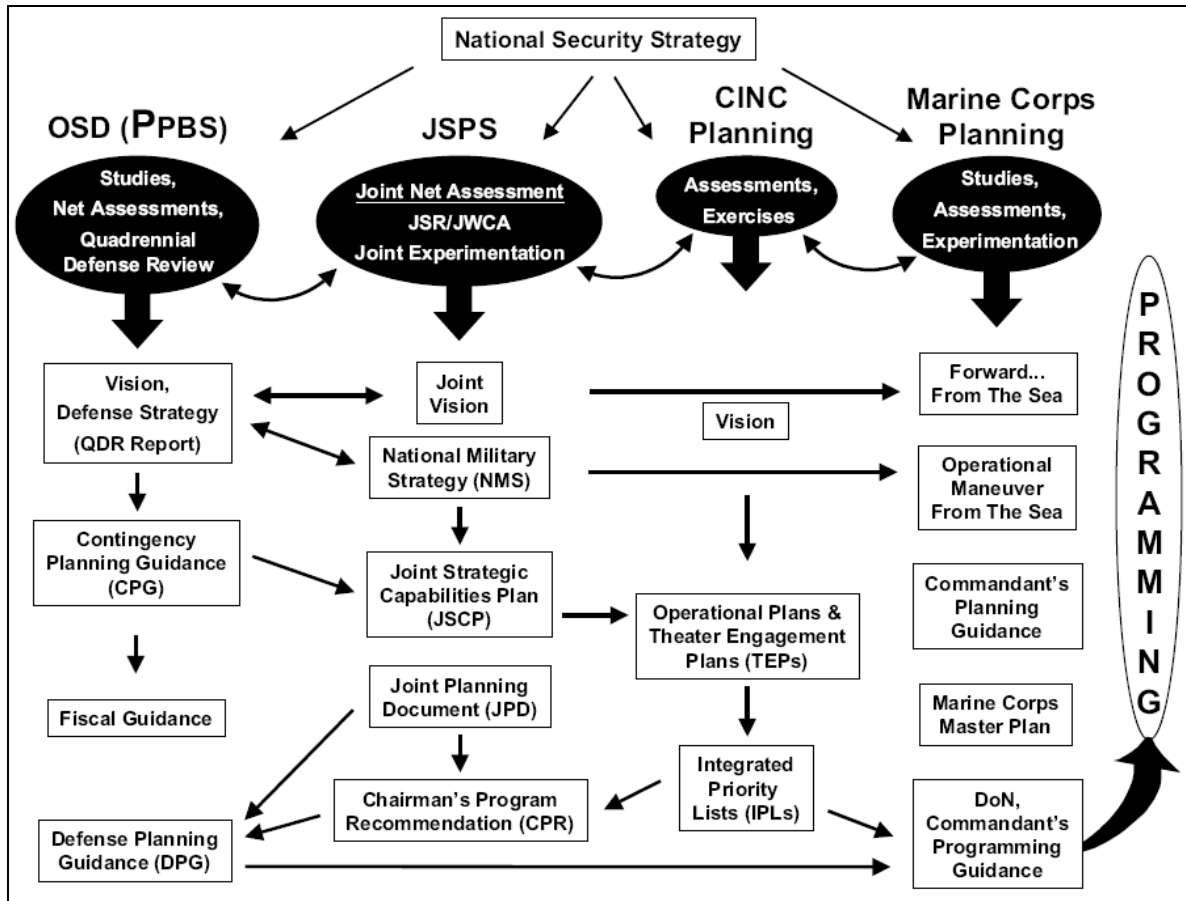 National Security Strategy
OSD (PPBS)
JSPS
CINC
Planning
Marine Corps
Planning
Studies,
Net Assessments,
Quadrennial
Defense Review
Joint Net Assessment
JSR/JWCA
Joint Experimentation
Assessments,
Exercises
Studies,
Assessments,
Experimentation
Vision,
Defense Strategy
(QDR Report)
Contingency
Planning Guidance
(CPG)
Fiscal Guidance
Defense Planning
Guidance (DPG)
Joint
Vision
National Military
Strategy (NMS)
Joint Strategic
Capabilities Plan
(JSCP)
Joint Planning
Document (JPD)
Chairman's Program
Recommendation (CPR)
Vision
Operational Plans &
Theater Engagement
Plans (TEPs)
Integrated
Priority
Lists (IPLs)
Forward...
From The Sea
Operational
Maneuver
From The Sea
Commandant's
Planning
Guidance
Marine Corps
Master Plan
DoN,
Commandant's
Programming
Guidance
PROGRAMMING